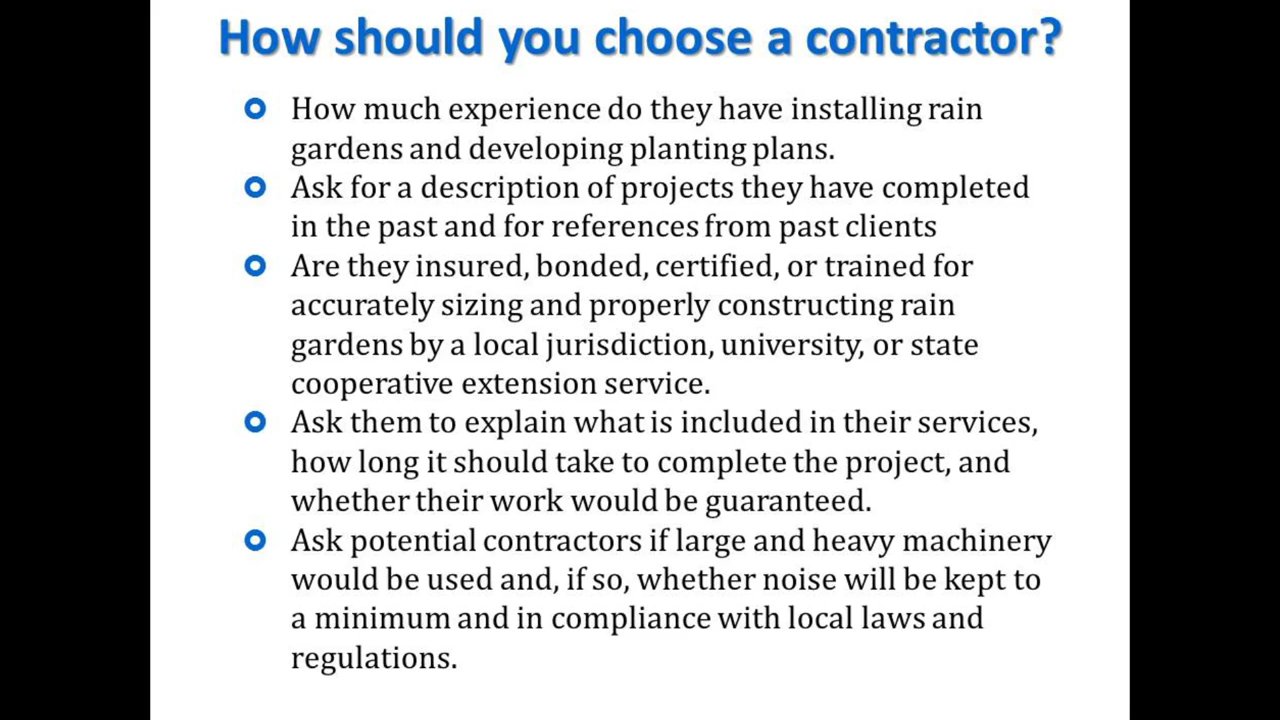 How should you choose a contractor?
How much experience do they have installing rain
gardens and developing planting plans.
Ask for a description of projects they have completed
in the past and for references from past clients
Are they insured, bonded, certified, or trained for
accurately sizing and properly constructing rain
gardens by a local jurisdiction, university, or state
cooperative extension service.
Ask them to explain what is included in their services,
how long it should take to complete the project, and
whether their work would be guaranteed.
Ask potential contractors if large and heavy machinery
would be used and, if so, whether noise will be kept to
a minimum and in compliance with local laws and
regulations.